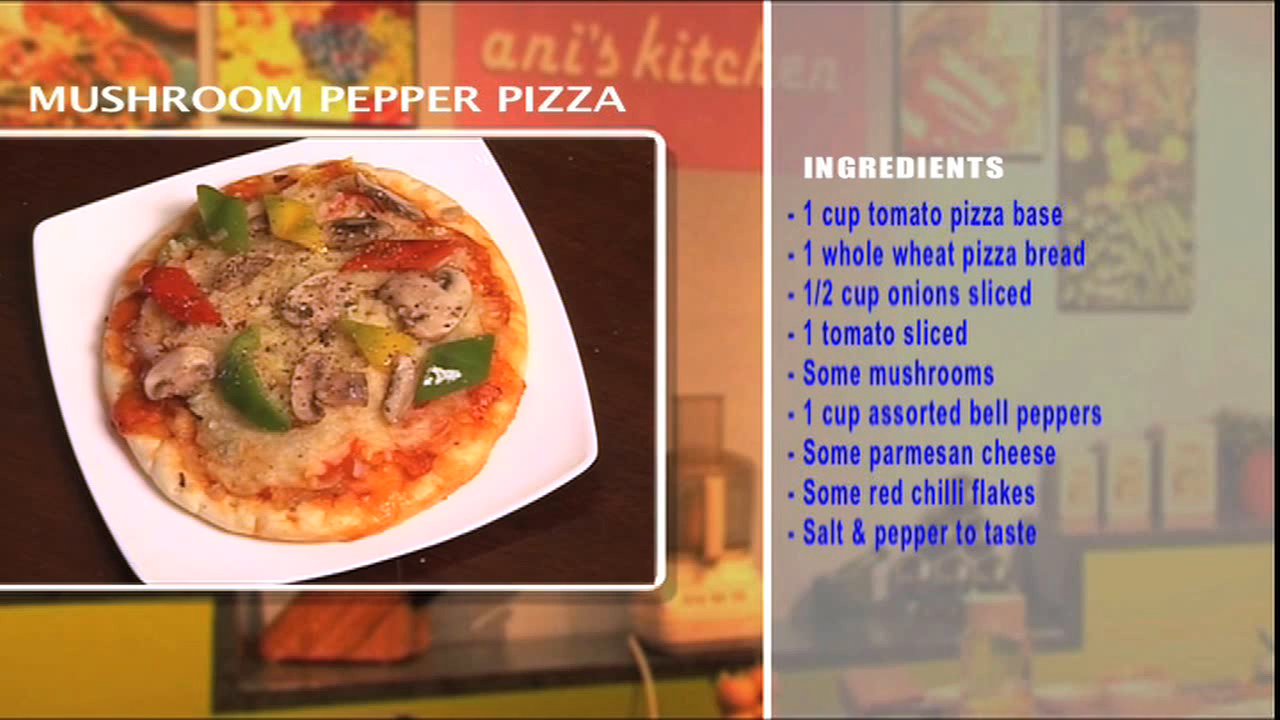 ani's kitchen
MUSHROOM PEPPER PIZZA
INGREDIENTS
- 1 cup tomato pizza base
- 1 whole wheat pizza bread
- 1/2 cup onions sliced
- 1 tomato sliced
- Some mushrooms
- 1 cup assorted bell peppers
- Some parmesan cheese
- Some red chilli flakes
- Salt & pepper to taste